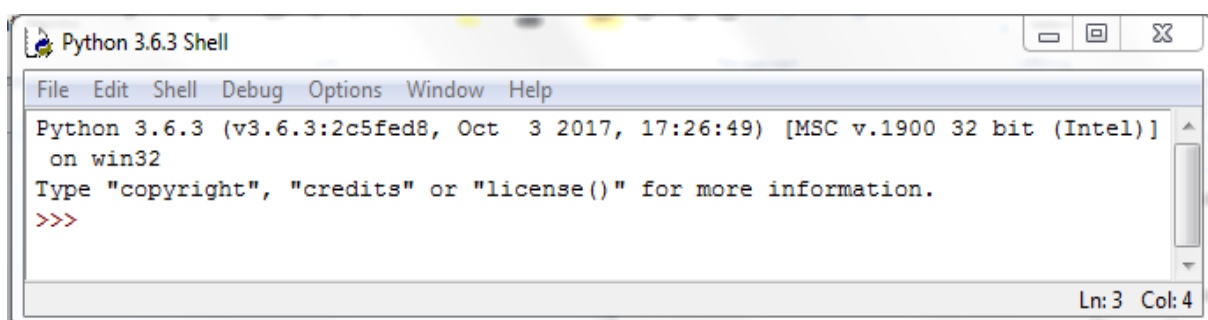 Python 3.6.3 Shell
File Edit Shell Debug Options Window Help
Python 3.6.3 (v3.6.3:2c5fed8, Oct  3 2017, 17:26:49) [MSC v.1900 32 bit (Intel)]
 on win32
Type "copyright", "credits" or "license()" for more information.
>>>
Ln: 3 Col: 4